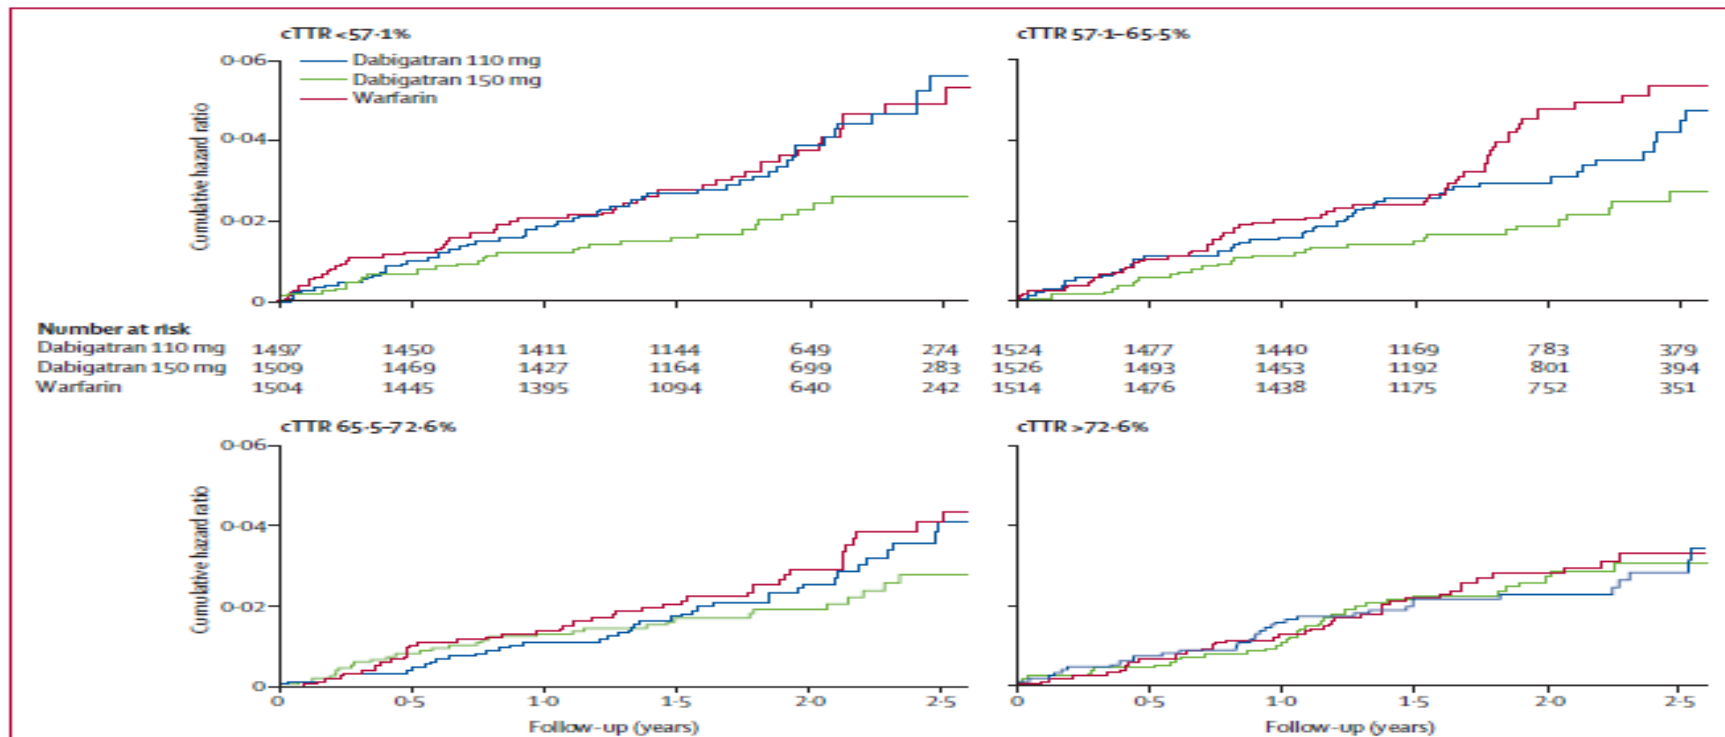 cTTR <57·1%
cTTR 57·1–65·5%
0·06
Dabigatran 110 mg
Dabigatran 150 mg
Warfarin
0·04
0·02
0
Cumulative hazard ratio
Number at risk
Dabigatran 110 mg 1497 1450 1411 1144 649 274 1524 1477 1440 1169 783 379
Dabigatran 150 mg 1509 1469 1427 1164 699 283 1526 1493 1453 1192 801 394
Warfarin 1504 1445 1395 1094 640 242 1514 1476 1438 1175 752 351
cTTR 65·5–72·6%
cTTR >72·6%
0·06
0·04
0·02
0
Cumulative hazard ratio
0 0·5 1·0 1·5 2·0 2·5 0 0·5 1·0 1·5 2·0 2·5
Follow-up (years)
Follow-up (years)